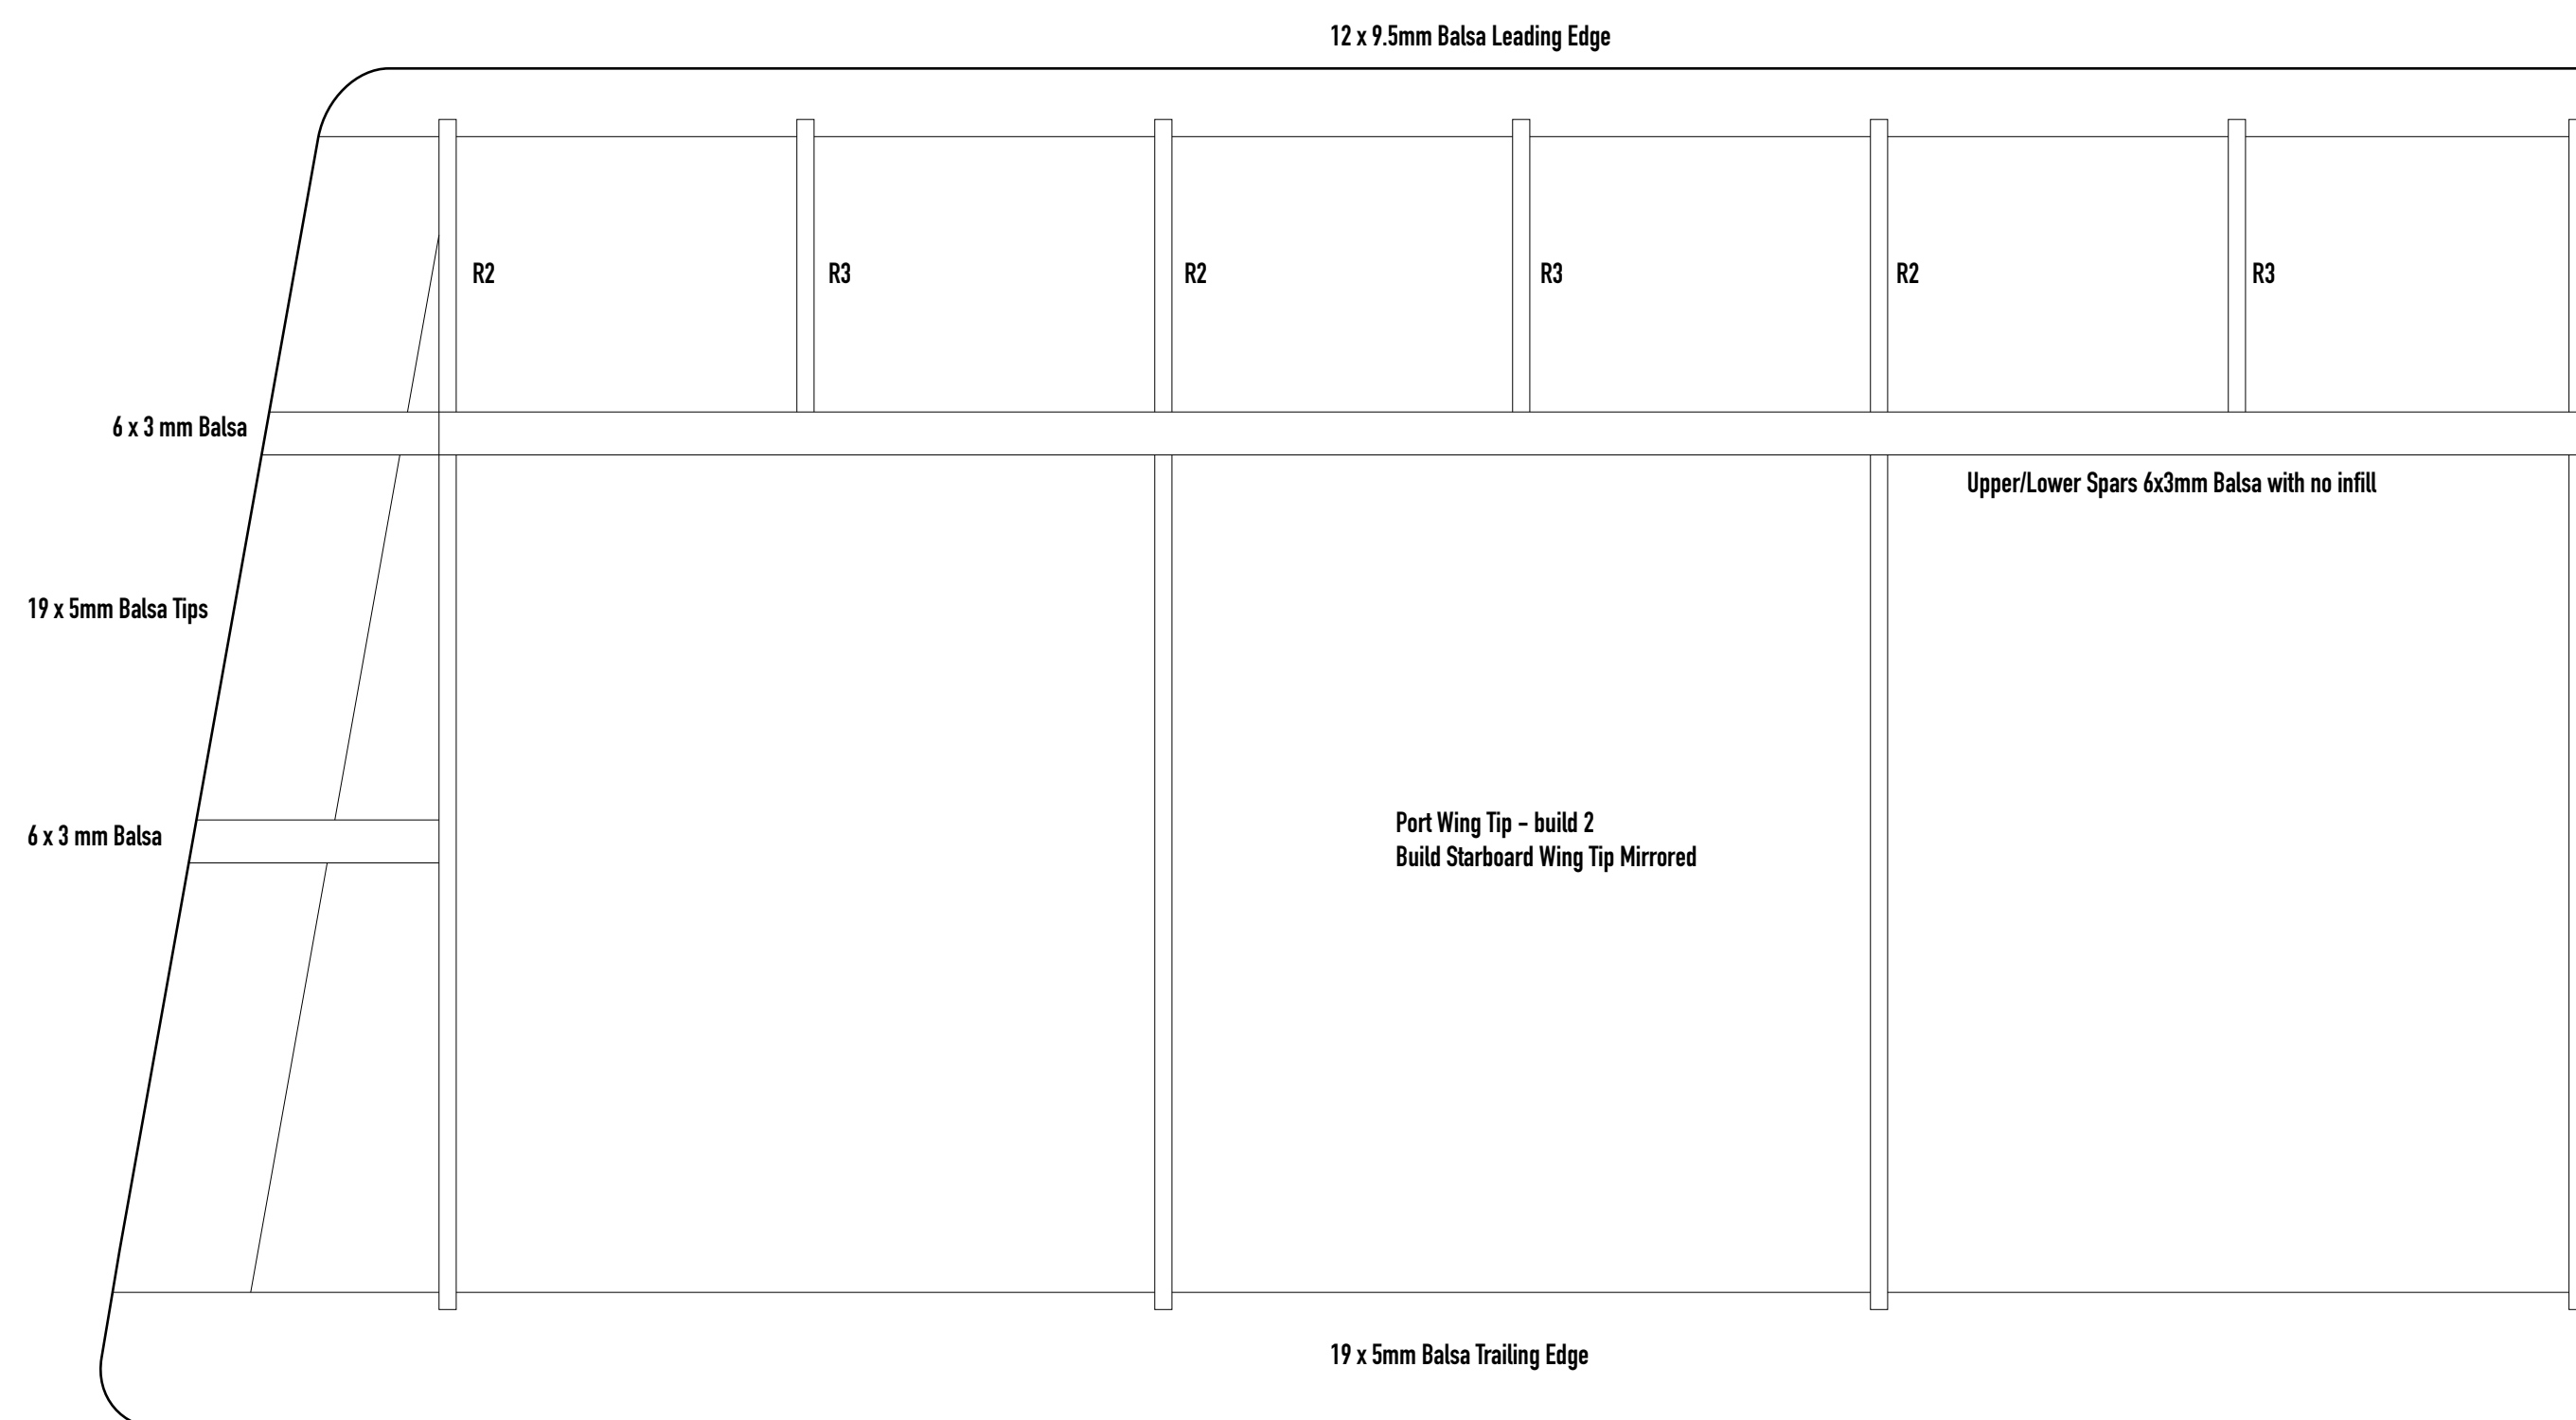 12 x 9.5mm Balsa Leading Edge
R2
R3
R2
R3
R2
R3
6 x 3 mm Balsa
Upper/Lower Spars 6x3mm Balsa with no infill
19 x 5mm Balsa Tips
6 x 3 mm Balsa
Port Wing Tip - build 2
Build Starboard Wing Tip Mirrored
19 x 5mm Balsa Trailing Edge